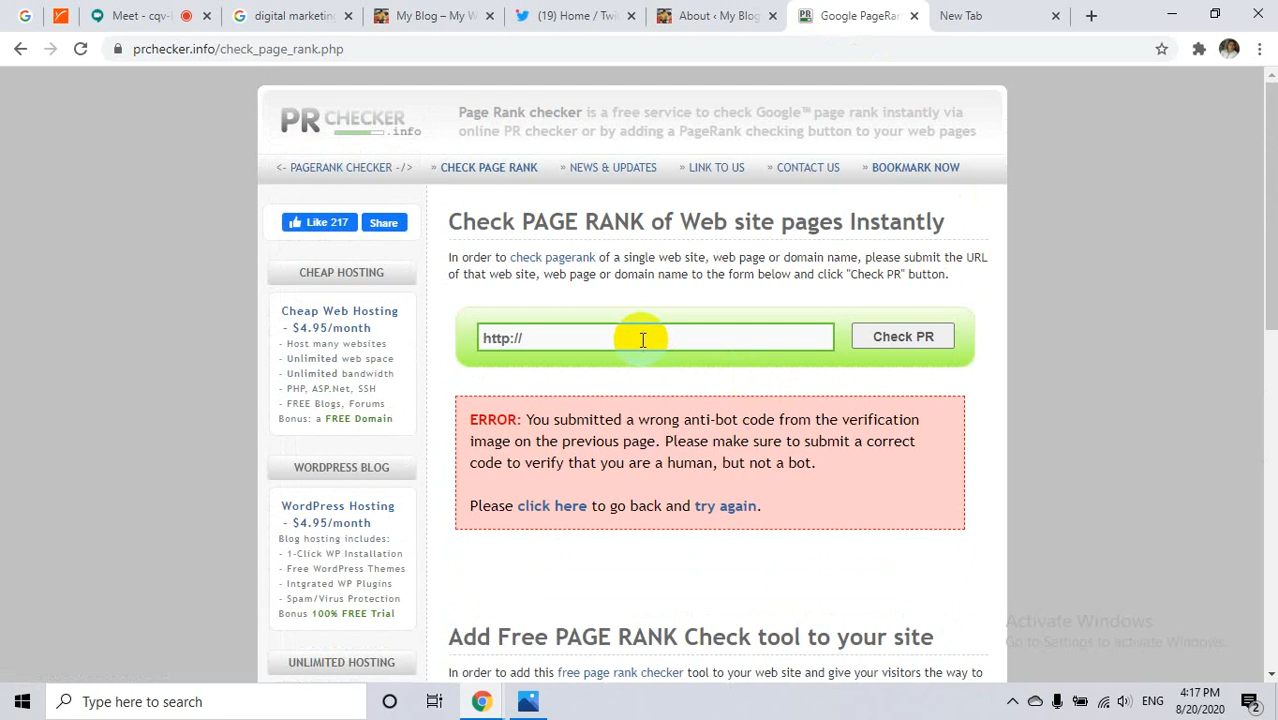 Meet - cqv-l
digital marketing
My Blog – My W
(19) Home / Twit
About < My Blog
Google PageRan
New Tab
prchecker.info/check_page_rank.php
PR CHECKER
.info
Page Rank checker is a free service to check Google™ page rank instantly via
online PR checker or by adding a PageRank checking button to your web pages
<- PAGERANK CHECKER -/> » CHECK PAGE RANK » NEWS & UPDATES » LINK TO US » CONTACT US » BOOKMARK NOW
Like 217 Share
CHEAP HOSTING
Cheap Web Hosting
- $4.95/month
- Host many websites
- Unlimited web space
- Unlimited bandwidth
- PHP, ASP.Net, SSH
- FREE Blogs, Forums
Bonus: a FREE Domain
WORDPRESS BLOG
WordPress Hosting
- $4.95/month
Blog hosting includes:
- 1-Click WP Installation
- Free WordPress Themes
- Intgrated WP Plugins
- Spam/Virus Protection
Bonus 100% FREE Trial
UNLIMITED HOSTING
Check PAGE RANK of Web site pages Instantly
In order to check pagerank of a single web site, web page or domain name, please submit the URL
of that web site, web page or domain name to the form below and click "Check PR" button.
http://
Check PR
ERROR: You submitted a wrong anti-bot code from the verification
image on the previous page. Please make sure to submit a correct
code to verify that you are a human, but not a bot.
Please click here to go back and try again.
Add Free PAGE RANK Check tool to your site
In order to add this free page rank checker tool to your web site and give your visitors the way to
Activate Windows
Go to Settings to activate Windows.
Type here to search
ENG
4:17 PM
8/20/2020
2